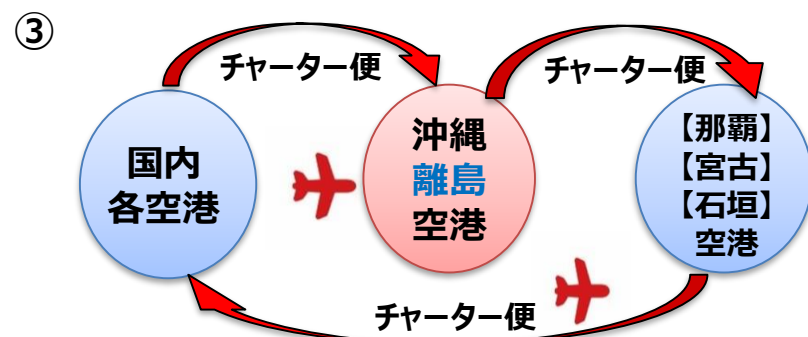 ③
チャーター便
チャーター便
国内
各空港
沖縄
離島
空港
【那覇】
【宮古】
【石垣】
空港
チャーター便